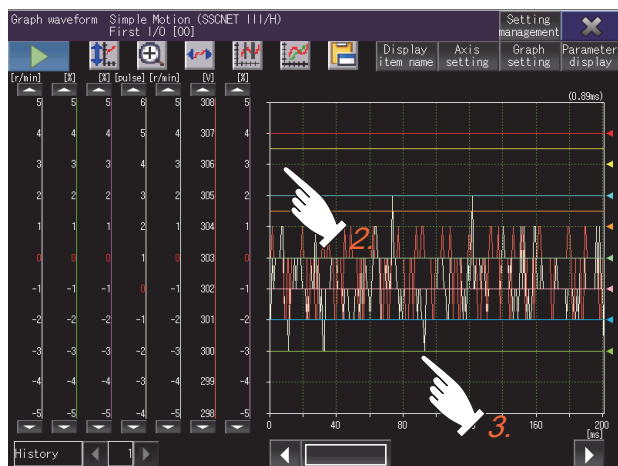 Graph waveform Simple Motion (SSCNET III/H)
First I/O [00]
Setting
management
Display
item name
Axis
setting
Graph
setting
Parameter
display
[r/min] [%] [%] [pulse] [r/min] [V] [%]
(0.89ms)
5 5 5 6 5 308 5
4 4 4 5 4 307 4
3 3 3 4 3 306 3
2 2 2 3 2 305 2
1 1 1 2 1 304 1
0 0 0 1 0 303 0
-1 -1 -1 0 -1 302 -1
-2 -2 -2 -1 -2 301 -2
-3 -3 -3 -2 -3 300 -3
-4 -4 -4 -3 -4 299 -4
-5 -5 -5 -4 -5 298 -5
2.
3.
0 40 80 160 200
[ms]
History 1